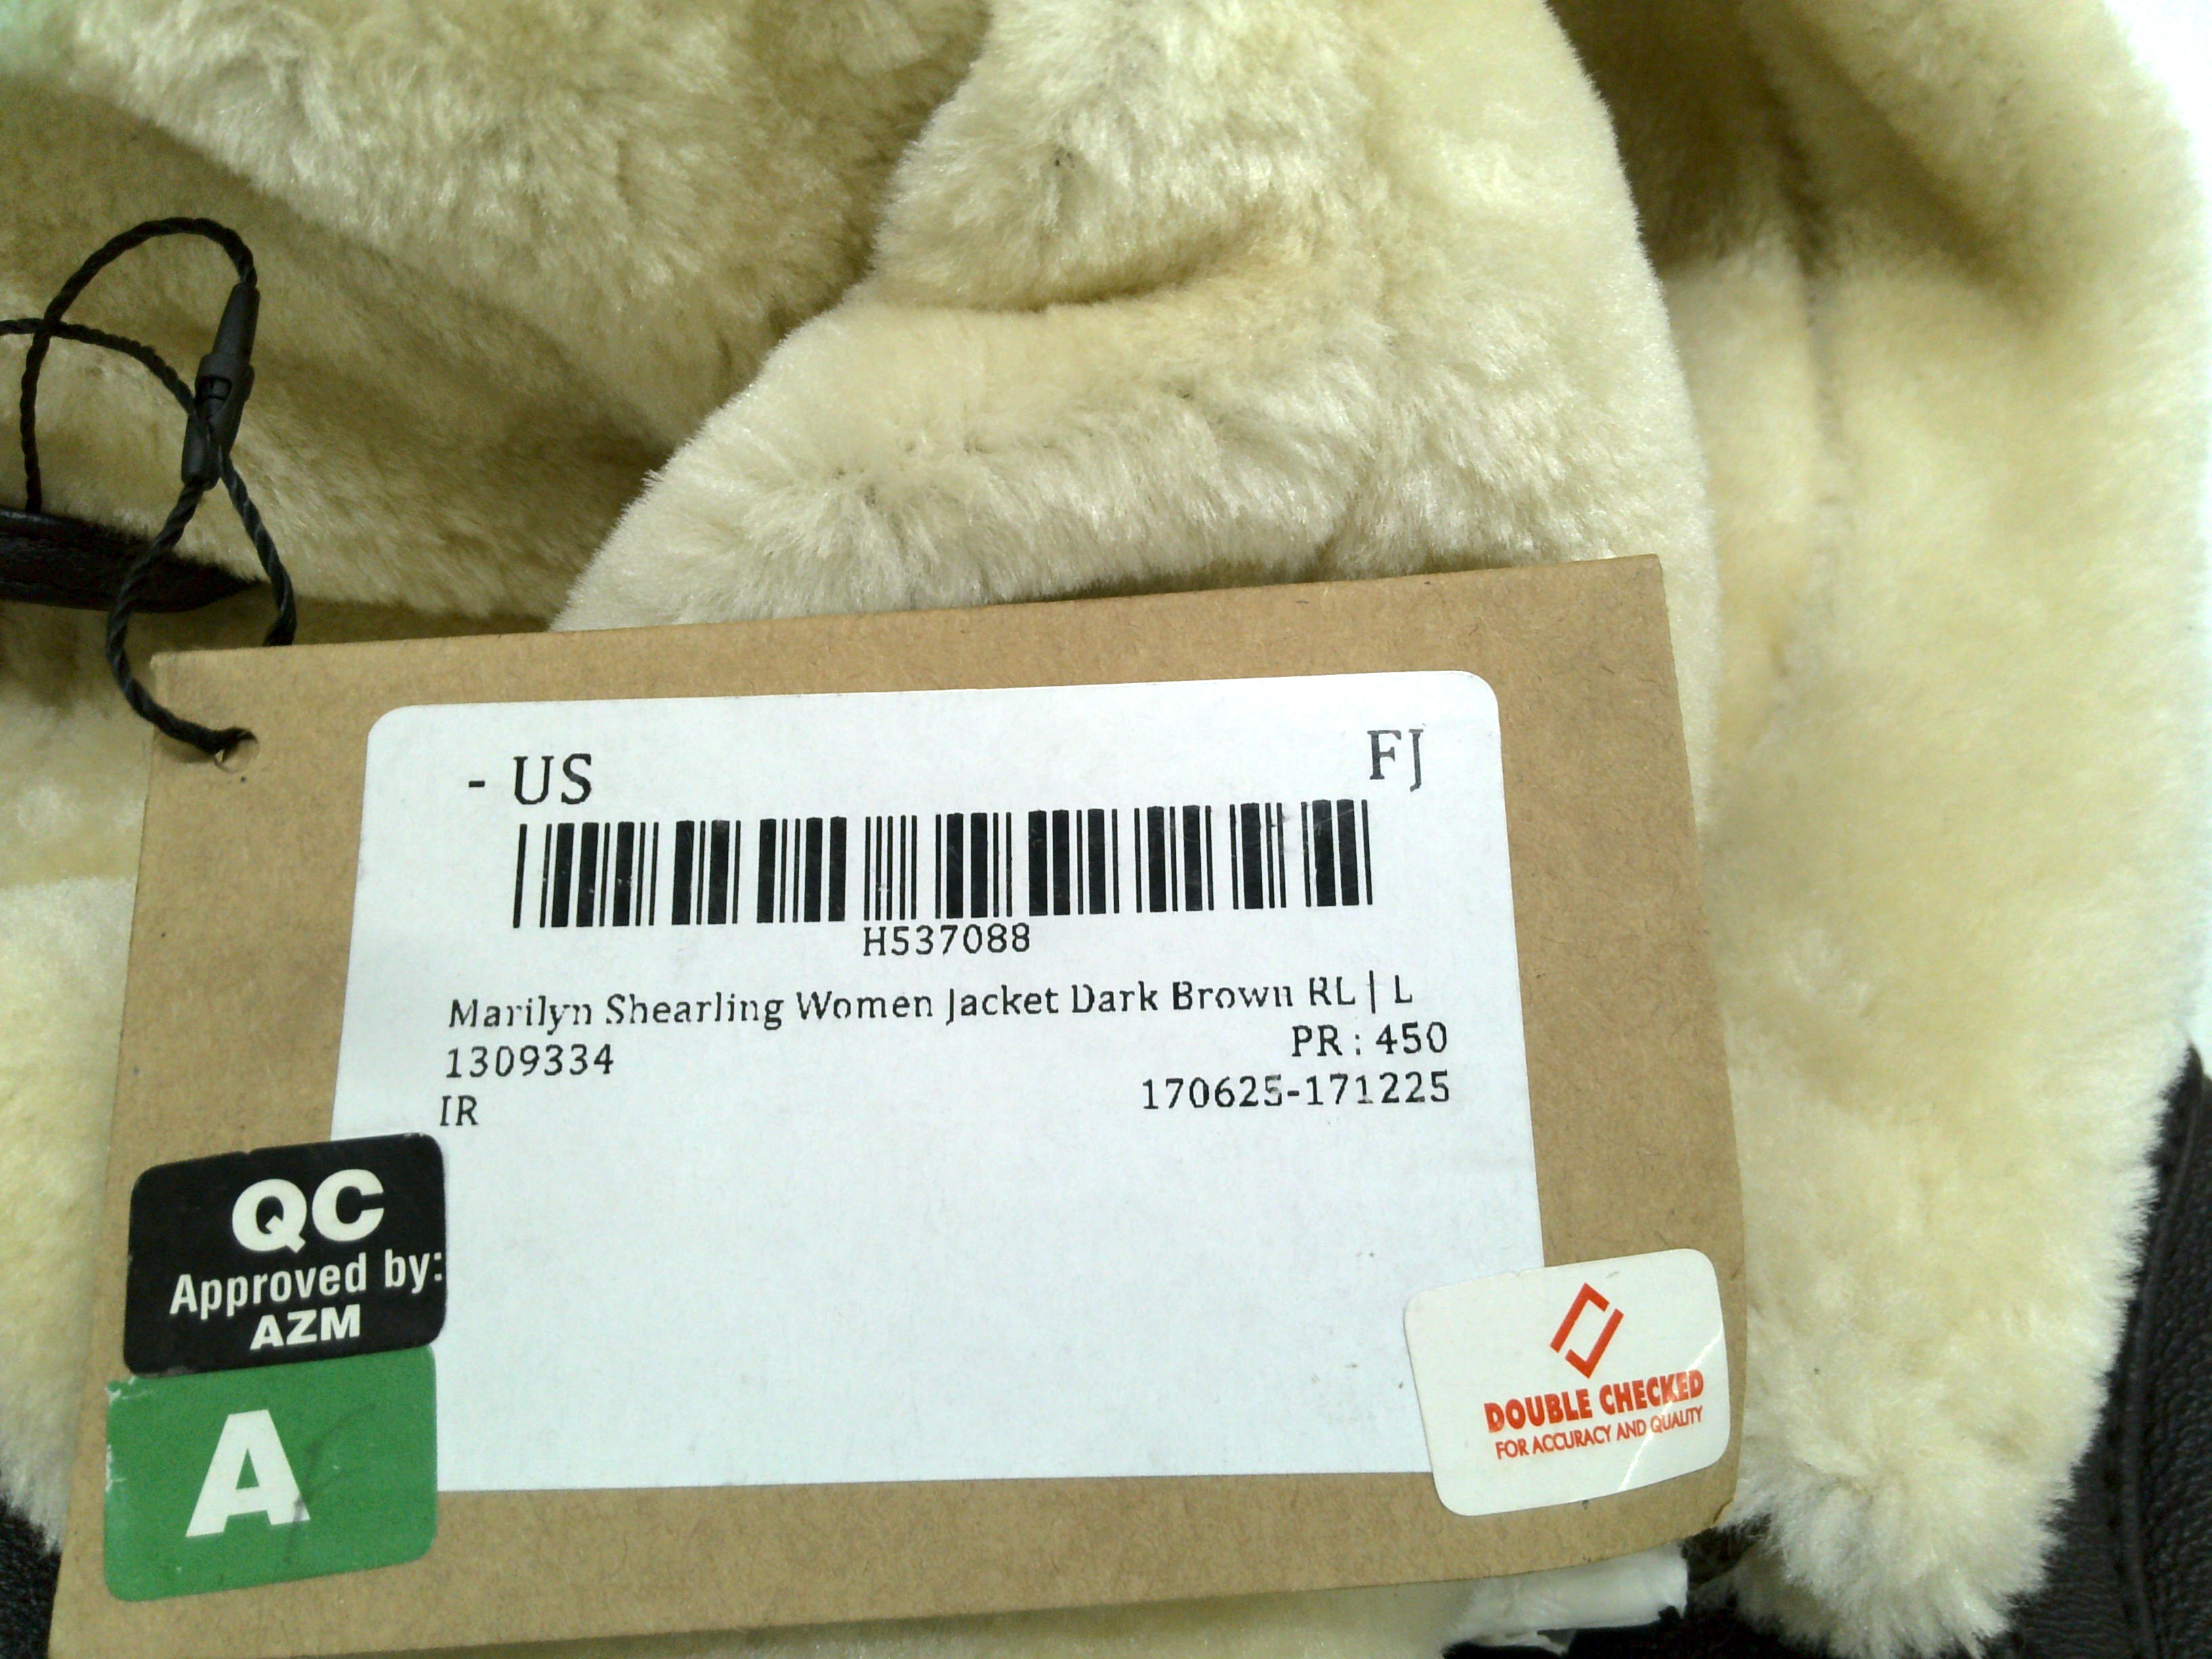 - US FJ
H537088
Marilyn Shearling Women Jacket Dark Brown RL | L
1309334 PR : 450
IR 170625-171225
QC
Approved by:
AZM
A
DOUBLE CHECKED
FOR ACCURACY AND QUALITY